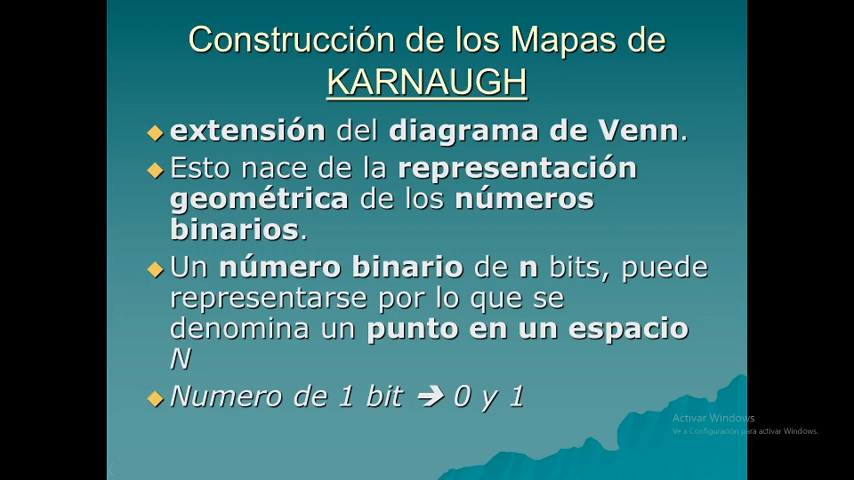 Construcción de los Mapas de
KARNAUGH
extensión del diagrama de Venn.
Esto nace de la representación
geométrica de los números
binarios.
Un número binario de n bits, puede
representarse por lo que se
denomina un punto en un espacio
N
Numero de 1 bit ➔ 0 y 1
Activar Windows
Ve a Configuración para activar Windows.